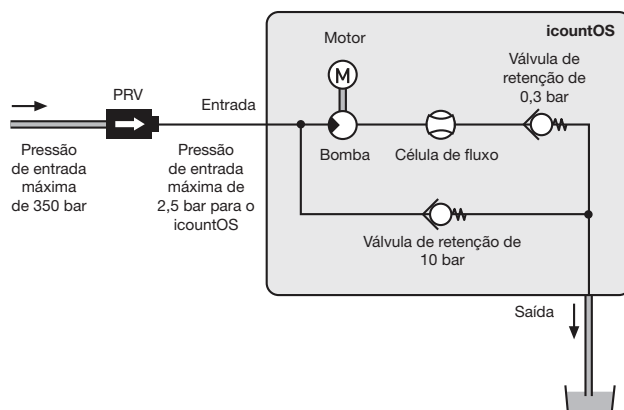 icountOS
Motor
M
Válvula de
retenção de
0,3 bar
PRV
Entrada
Pressão
de entrada
máxima
de 350 bar
Pressão
de entrada
máxima de
2,5 bar para o
icountOS
Bomba
Célula de fluxo
Válvula de retenção de
10 bar
Saída